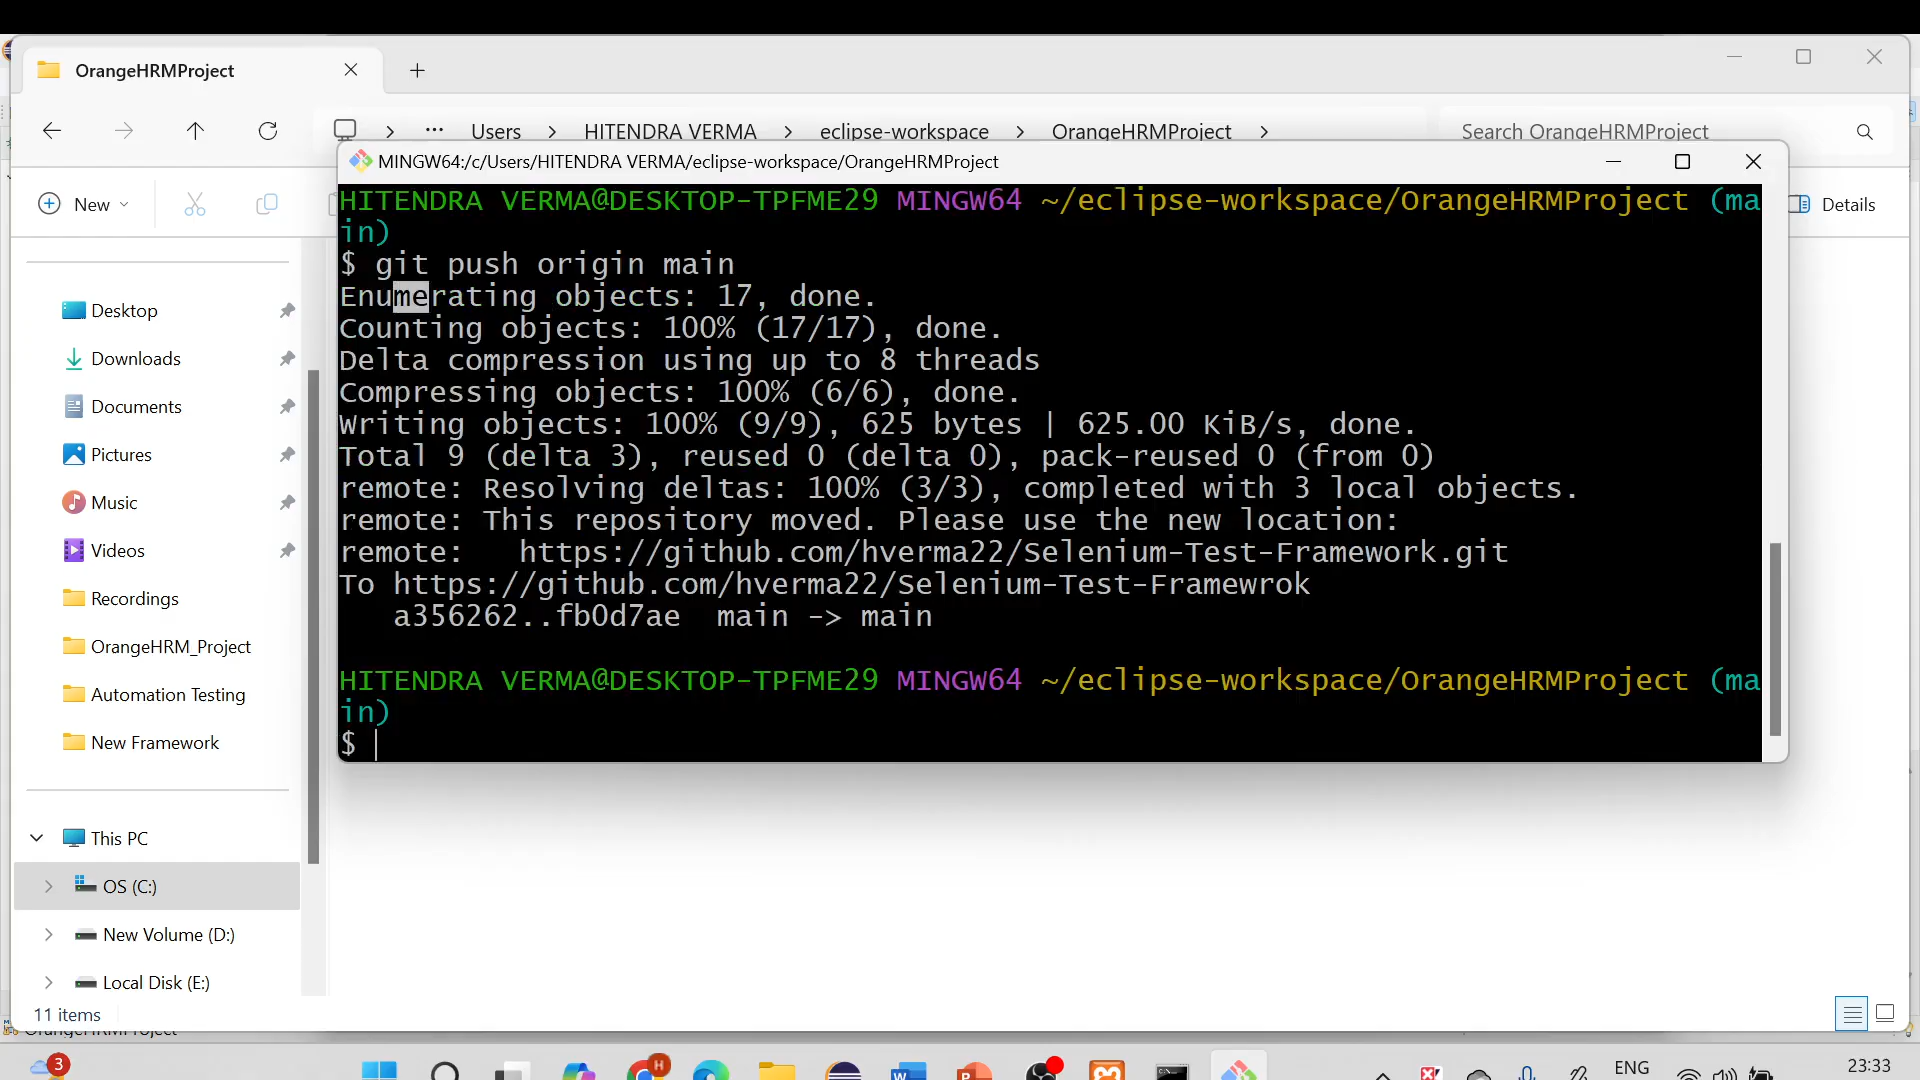 OrangeHRMProject
Users > HITENDRA VERMA > eclipse-workspace > OrangeHRMProject >
Search OrangeHRMProject
MINGW64:/c/Users/HITENDRA VERMA/eclipse-workspace/OrangeHRMProject
New
Details
HITENDRA VERMA@DESKTOP-TPFME29 MINGW64 ~/eclipse-workspace/OrangeHRMProject (ma
in)
$ git push origin main
Enumerating objects: 17, done.
Counting objects: 100% (17/17), done.
Delta compression using up to 8 threads
Compressing objects: 100% (6/6), done.
Writing objects: 100% (9/9), 625 bytes | 625.00 KiB/s, done.
Total 9 (delta 3), reused 0 (delta 0), pack-reused 0 (from 0)
remote: Resolving deltas: 100% (3/3), completed with 3 local objects.
remote: This repository moved. Please use the new location:
remote:   https://github.com/hverma22/Selenium-Test-Framework.git
To https://github.com/hverma22/Selenium-Test-Framewrok
a356262..fb0d7ae  main -> main
HITENDRA VERMA@DESKTOP-TPFME29 MINGW64 ~/eclipse-workspace/OrangeHRMProject (ma
in)
$
Desktop
Downloads
Documents
Pictures
Music
Videos
Recordings
OrangeHRM_Project
Automation Testing
New Framework
This PC
OS (C:)
New Volume (D:)
Local Disk (E:)
11 items
OrangeHRMProject
3
H
ENG
23:33